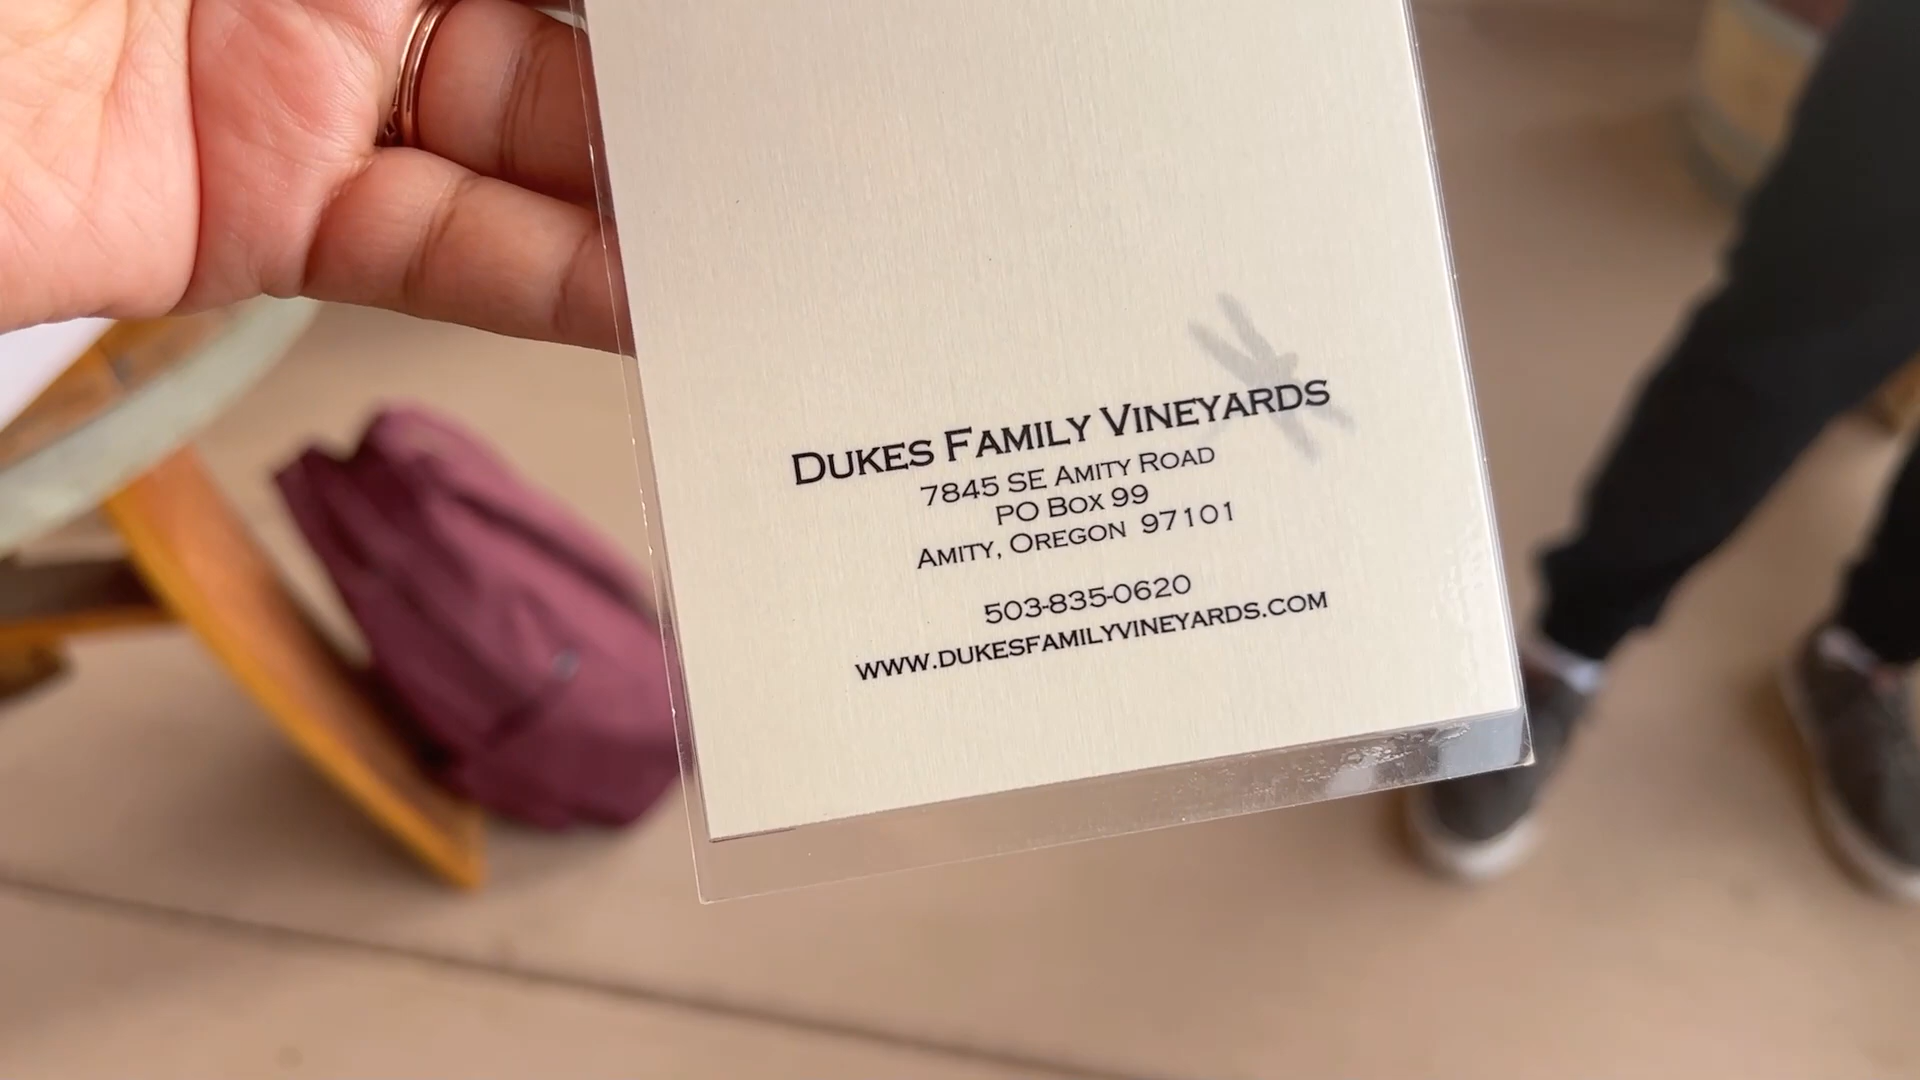 Dukes Family Vineyards
7845 SE Amity Road
PO Box 99
Amity, Oregon 97101
503-835-0620
www.dukesfamilyvineyards.com